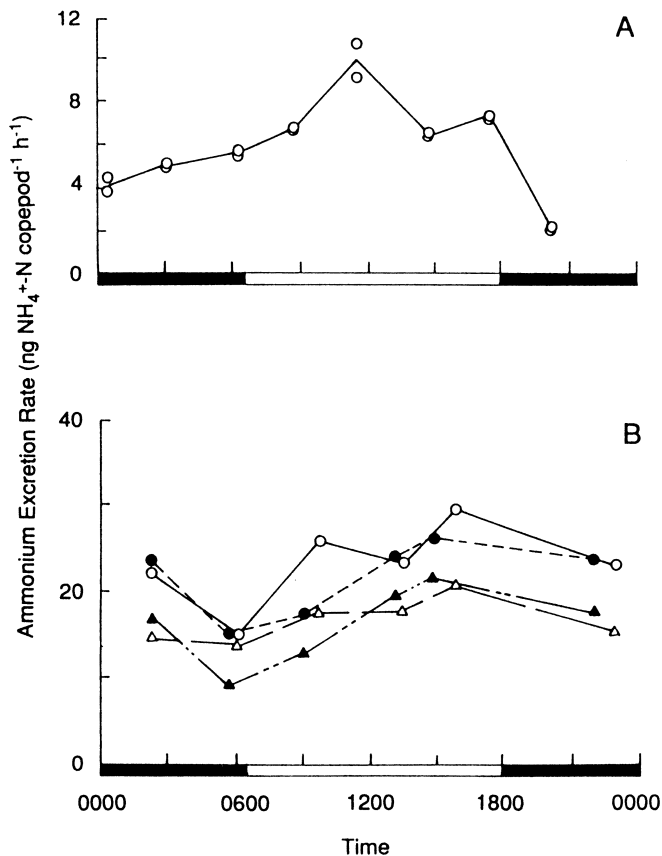 A
12
8
4
0
Ammonium Excretion Rate (ng NH₄⁺-N copepod⁻¹ h⁻¹)
B
40
20
0
0000 0600 1200 1800 0000
Time